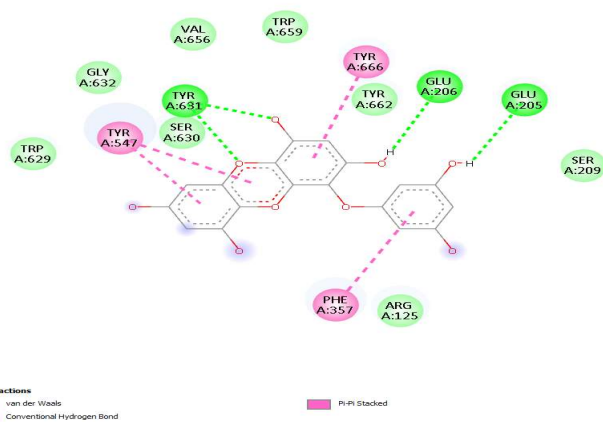 VAL
A:656
TRP
A:659
TYR
A:666
GLY
A:632
TYR
A:631
TYR
A:662
GLU
A:206
GLU
A:205
TYR
A:547
SER
A:630
TRP
A:629
SER
A:209
O
H
O
O
O
H
O
O
O
O
O
PHE
A:357
ARG
A:125
actions
van der Waals
Conventional Hydrogen Bond
Pi-Pi Stacked